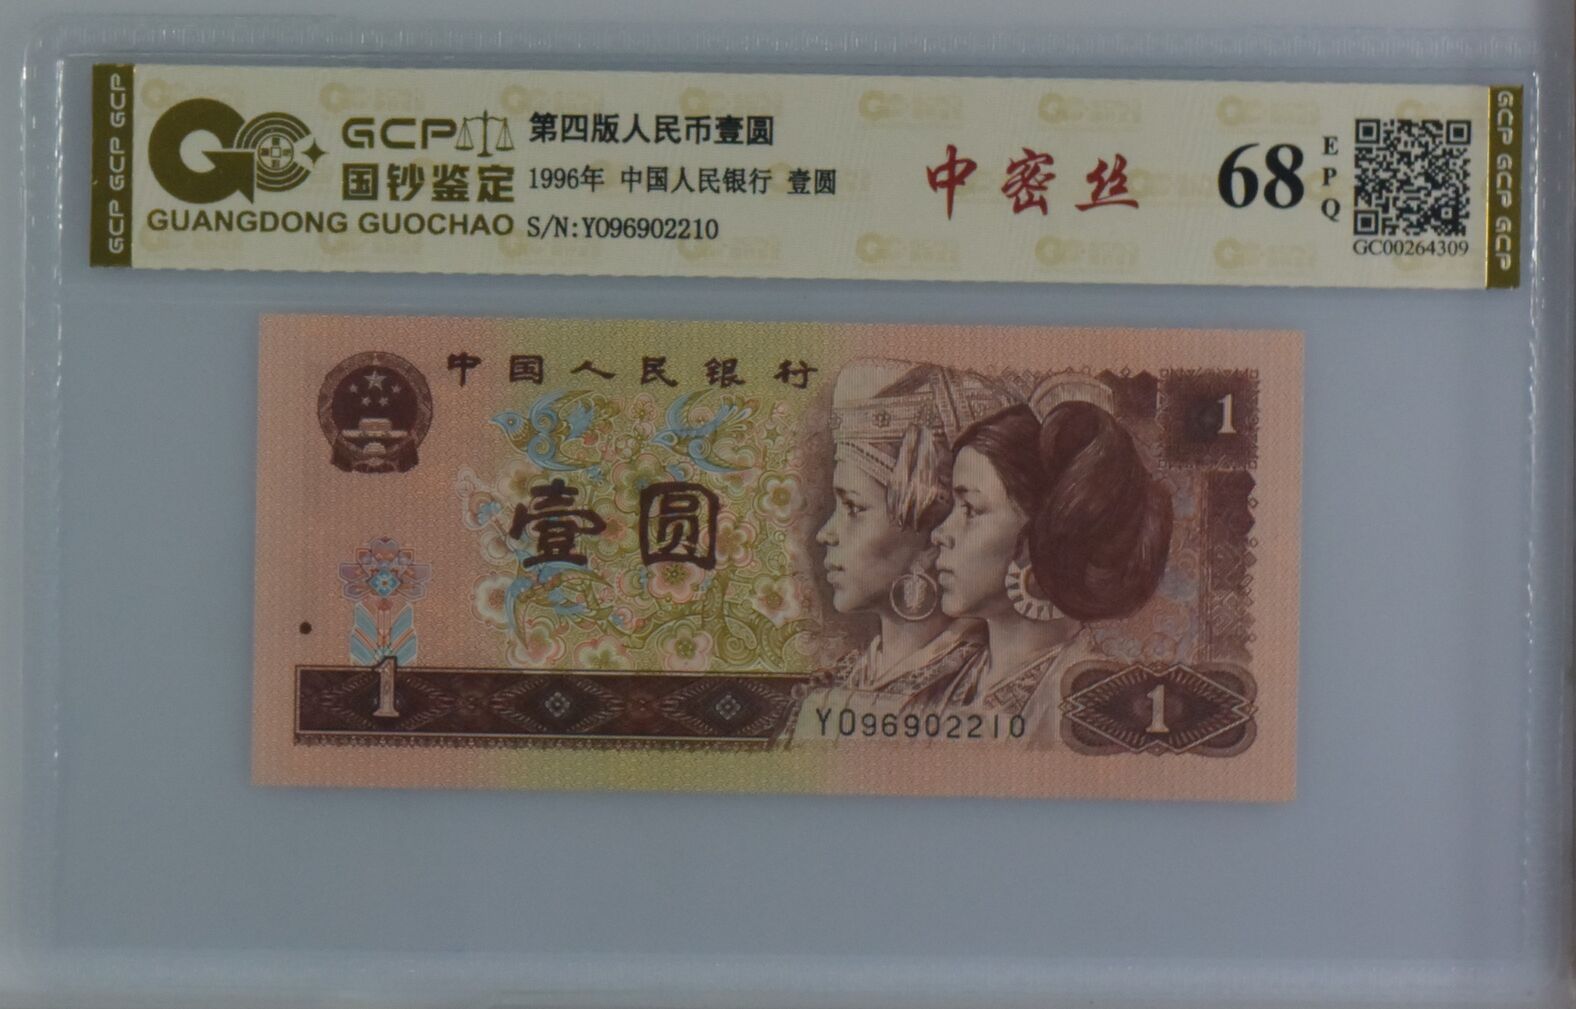 GCP GCP GCP
GCP
国钞鉴定
GUANGDONG GUOCHAO
第四版人民币壹圆
1996年 中国人民银行 壹圆
S/N:Y096902210
中密丝
68
EPQ
GC00264309
GCP GCP GCP
中国人民银行
1
壹圆
1
Y096902210
1